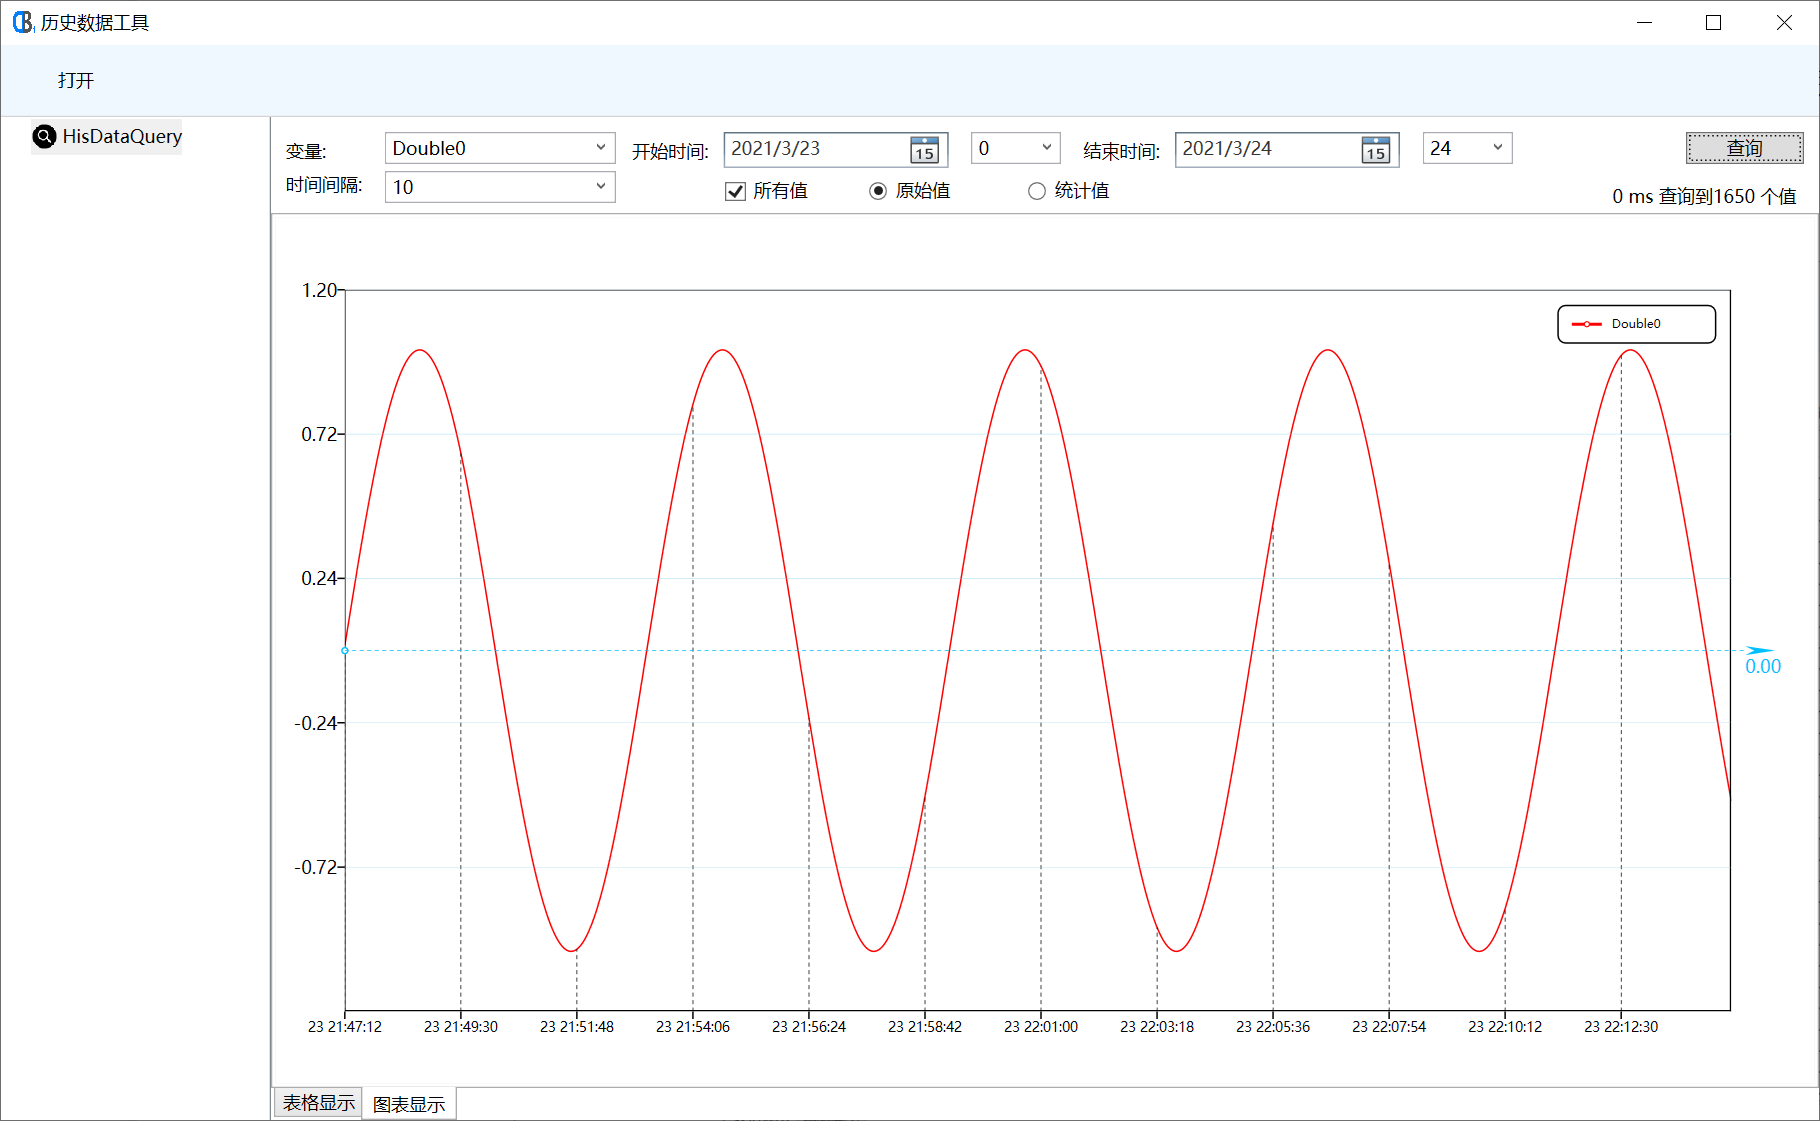 历史数据工具
打开
HisDataQuery
变量: Double0 开始时间: 2021/3/23 15 0 结束时间: 2021/3/24 15 24 查询
时间间隔: 10 所有值 原始值 统计值 0 ms 查询到1650 个值
1.20
Double0
0.72
0.24
0.00
-0.24
-0.72
23 21:47:12 23 21:49:30 23 21:51:48 23 21:54:06 23 21:56:24 23 21:58:42 23 22:01:00 23 22:03:18 23 22:05:36 23 22:07:54 23 22:10:12 23 22:12:30
表格显示 图表显示